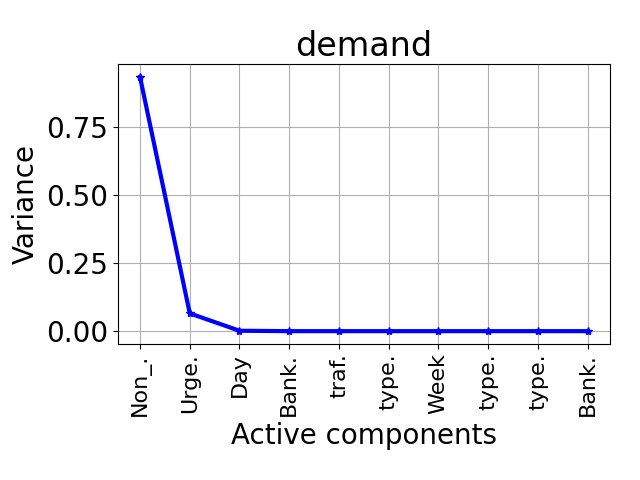 demand
Variance
0.75
0.50
0.25
0.00
Non_.
Urge.
Day
Bank.
traf.
type.
Week
type.
type.
Bank.
Active components